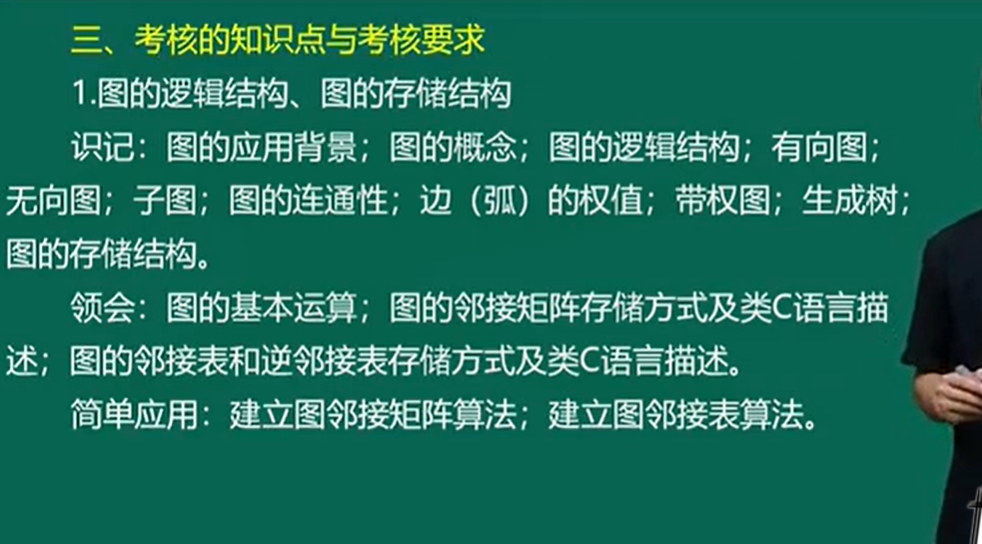 三、考核的知识点与考核要求
1.图的逻辑结构、图的存储结构
识记：图的应用背景；图的概念；图的逻辑结构；有向图；
无向图；子图；图的连通性；边（弧）的权值；带权图；生成树；
图的存储结构。
领会：图的基本运算；图的邻接矩阵存储方式及类C语言描
述；图的邻接表和逆邻接表存储方式及类C语言描述。
简单应用：建立图邻接矩阵算法；建立图邻接表算法。